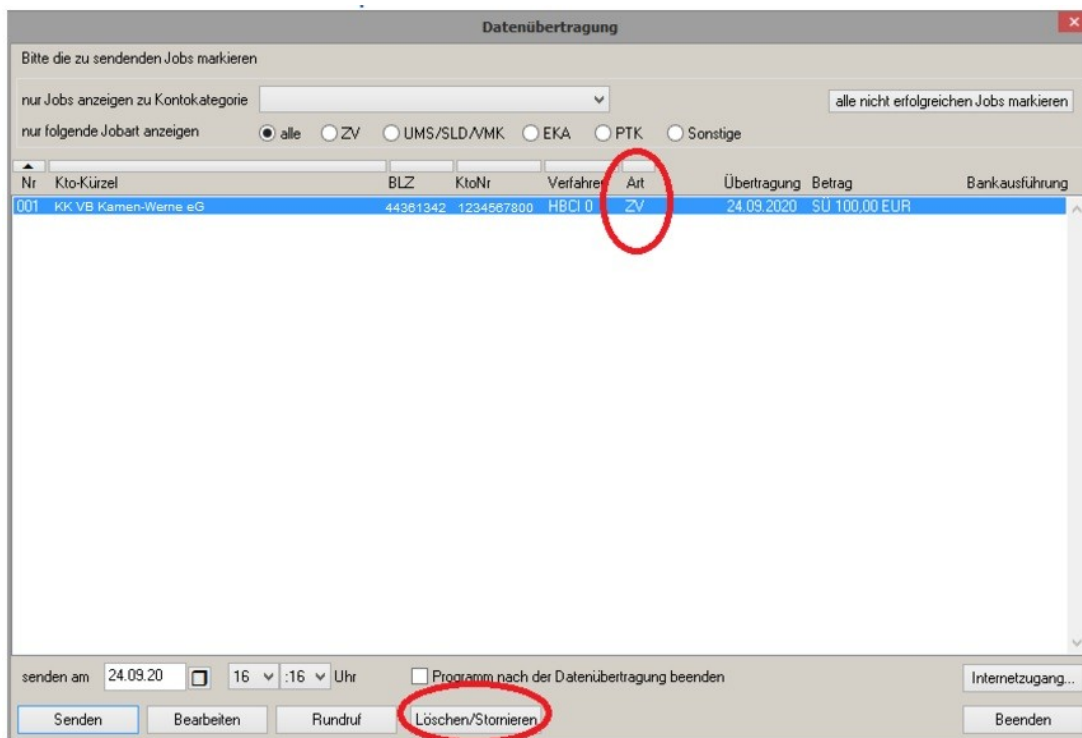 Datenübertragung
Bitte die zu sendenden Jobs markieren
nur Jobs anzeigen zu Kontokategorie alle nicht erfolgreichen Jobs markieren
nur folgende Jobart anzeigen alle ZV UMS/SLD/VMK EKA PTK Sonstige
Nr Kto-Kürzel BLZ KtoNr Verfahren Art Übertragung Betrag Bankausführung
001 KK VB Kamen-Werne eG 44361342 1234567800 HBCI 0 ZV 24.09.2020 SÜ 100,00 EUR
senden am 24.09.20 16 :16 Uhr Programm nach der Datenübertragung beenden Internetzugang...
Senden Bearbeiten Rundruf Löschen/Stornieren Beenden